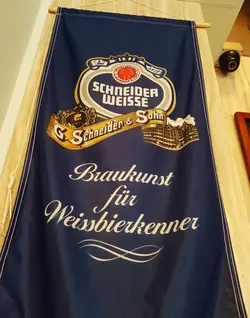 SCHNEIDER
WEISSE
G. Schneider & Sohn
Braukunst
für
Weissbierkenner